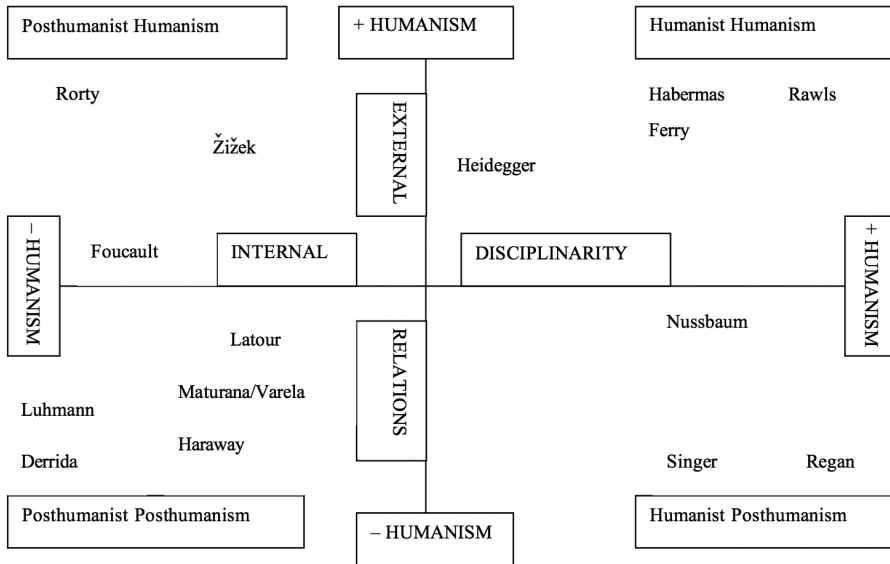 Posthumanist Humanism
+ HUMANISM
Humanist Humanism
Rorty
Habermas
Rawls
Žižek
EXTERNAL
Ferry
Heidegger
– HUMANISM
Foucault
INTERNAL
DISCIPLINARITY
+ HUMANISM
Latour
RELATIONS
Nussbaum
Maturana/Varela
Luhmann
Haraway
Derrida
Singer
Regan
Posthumanist Posthumanism
– HUMANISM
Humanist Posthumanism